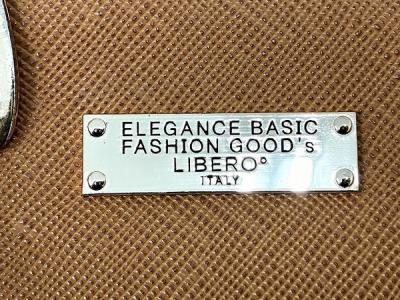 ELEGANCE BASIC
FASHION GOOD's
LIBERO°
ITALY